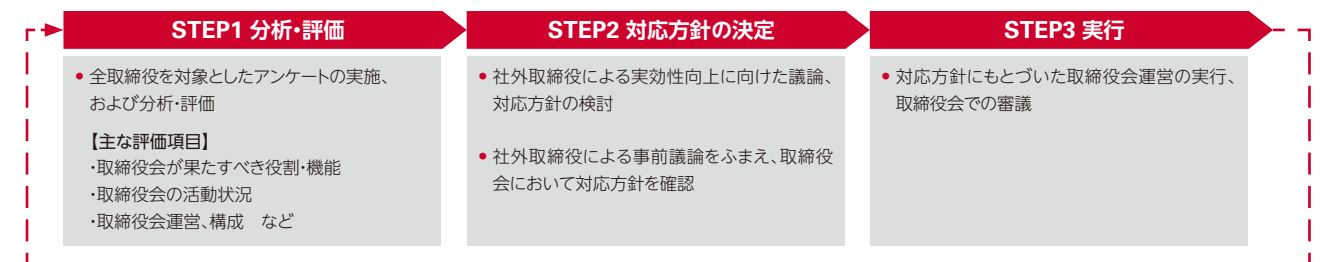 STEP1 分析・評価
● 全取締役を対象としたアンケートの実施、
および分析・評価
【主な評価項目】
・取締役会が果たすべき役割・機能
・取締役会の活動状況
・取締役会運営、構成　など
STEP2 対応方針の決定
● 社外取締役による実効性向上に向けた議論、
対応方針の検討
● 社外取締役による事前議論をふまえ、取締役
会において対応方針を確認
STEP3 実行
● 対応方針にもとづいた取締役会運営の実行、
取締役会での審議